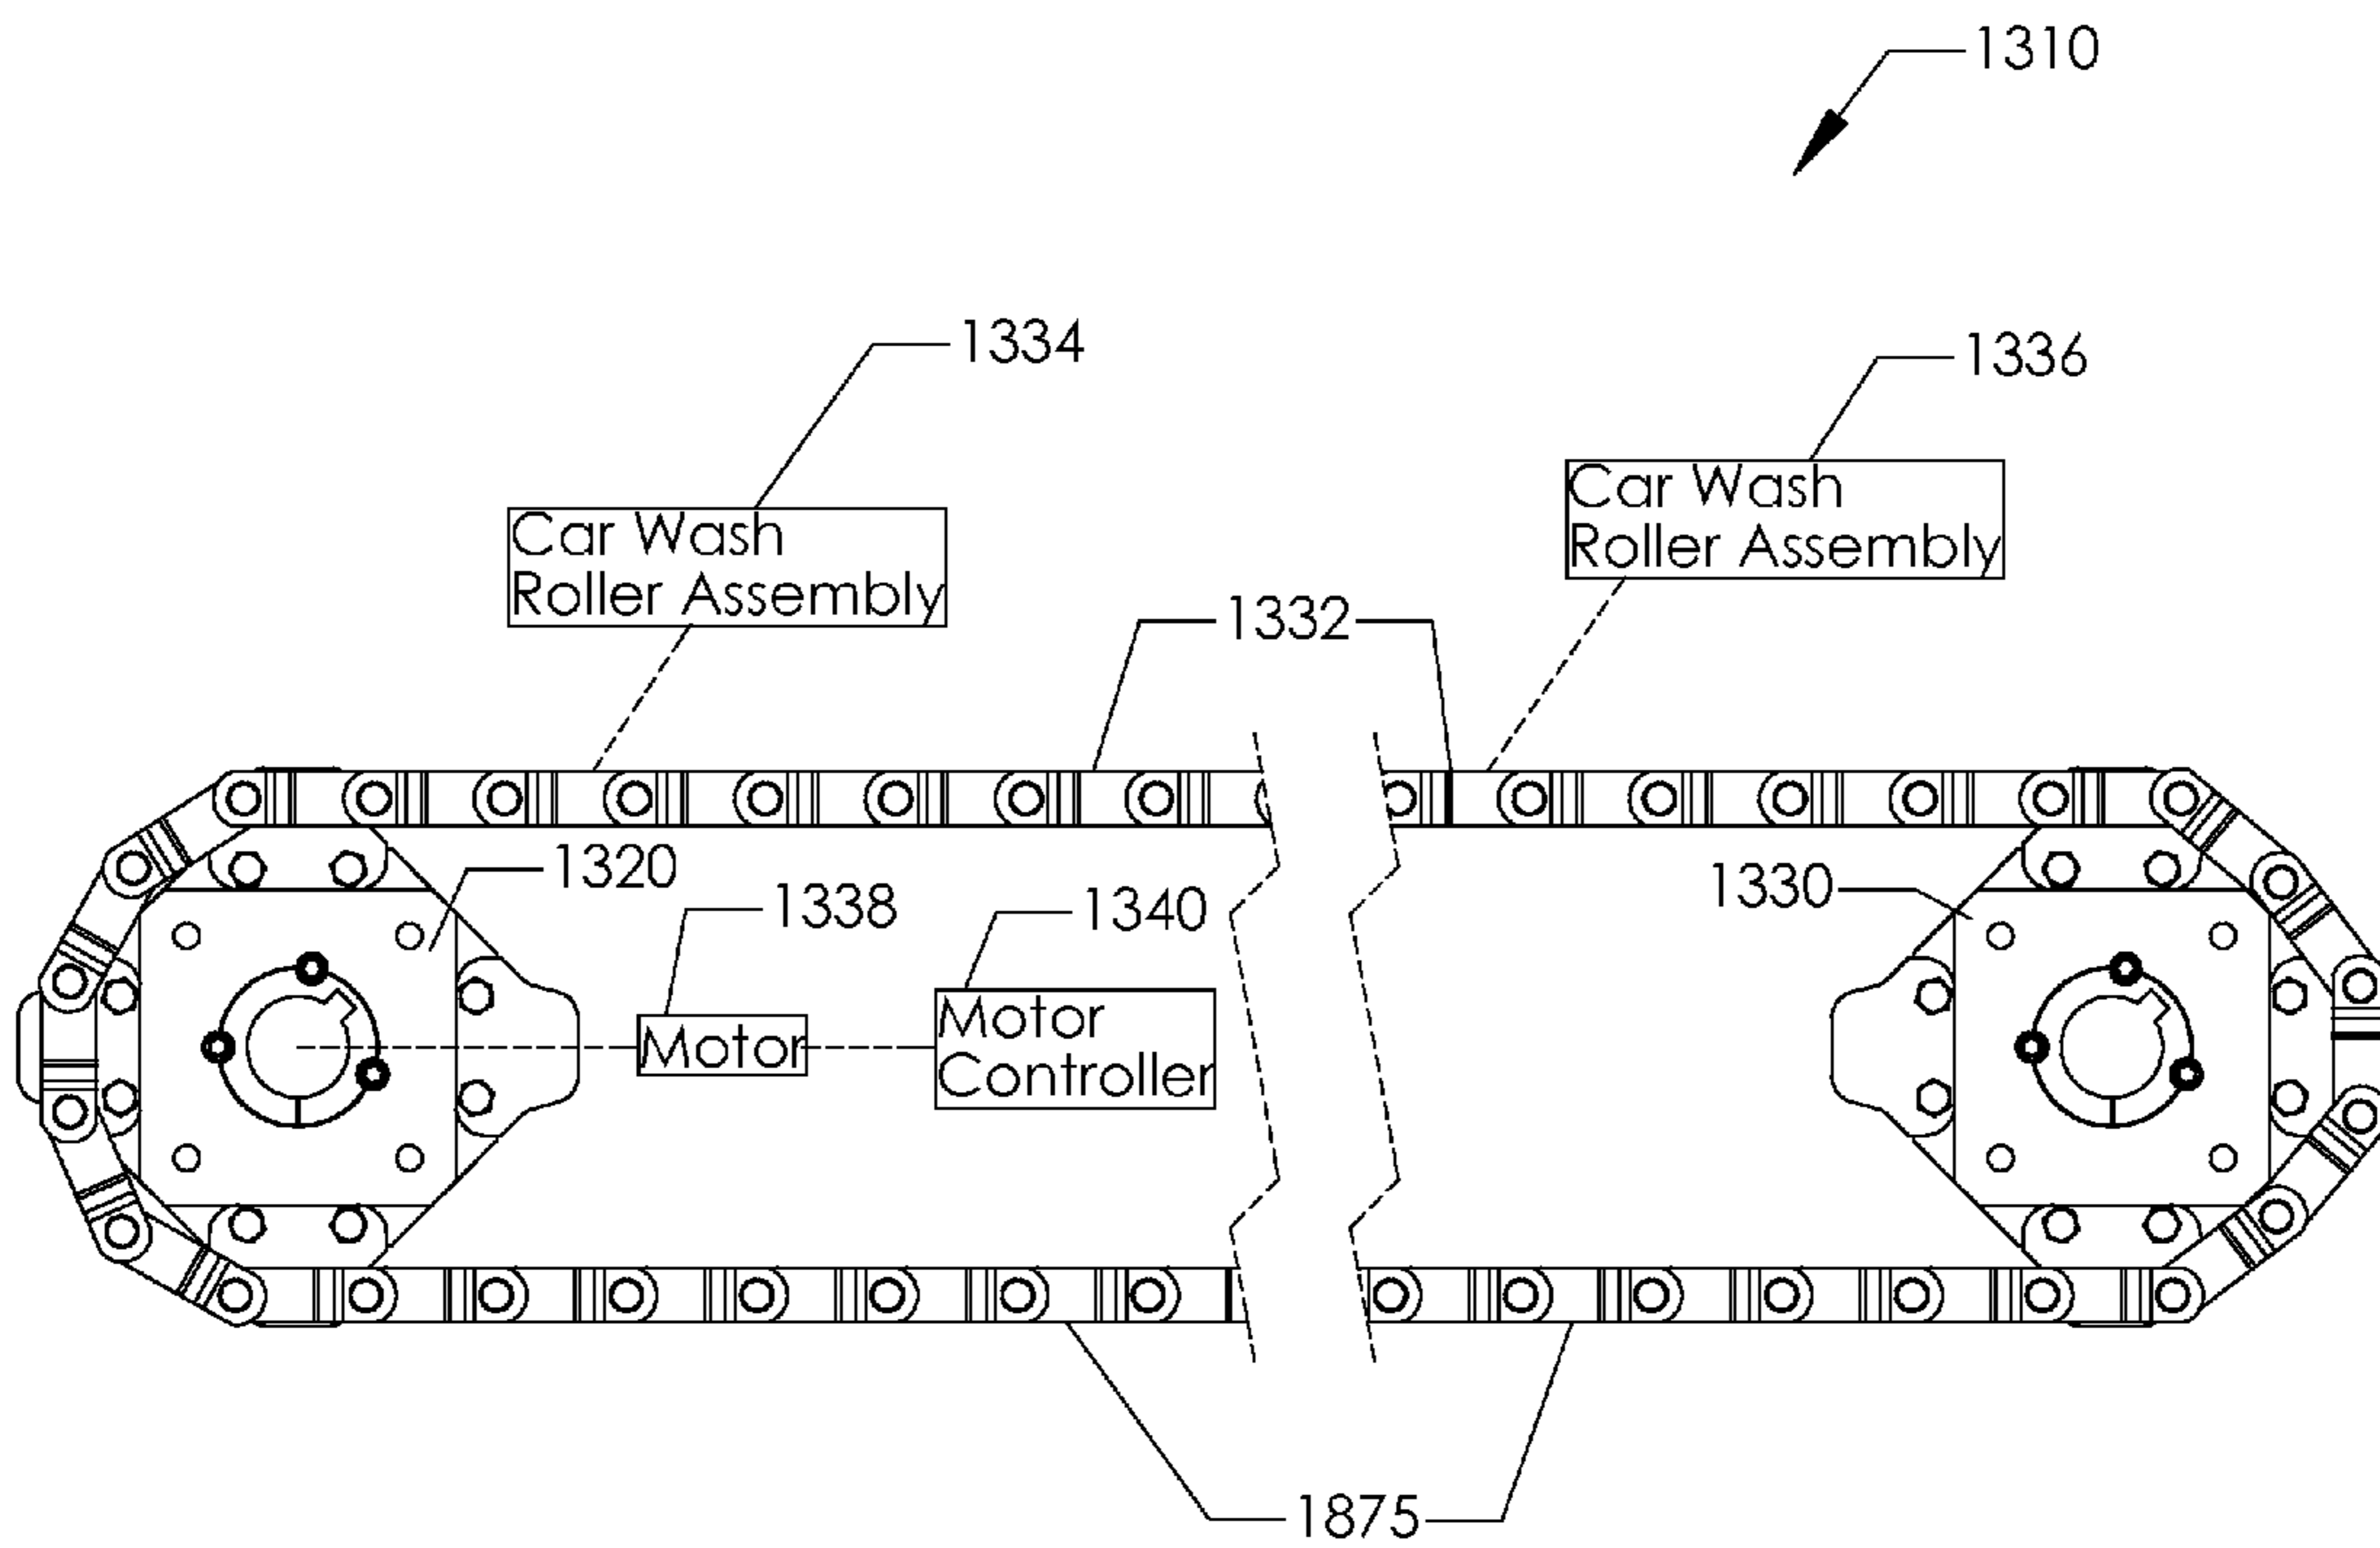 1310
1334
1336
Car Wash
Roller Assembly
Car Wash
Roller Assembly
1332
1320
1338
1340
1330
Motor
Motor
Controller
1875